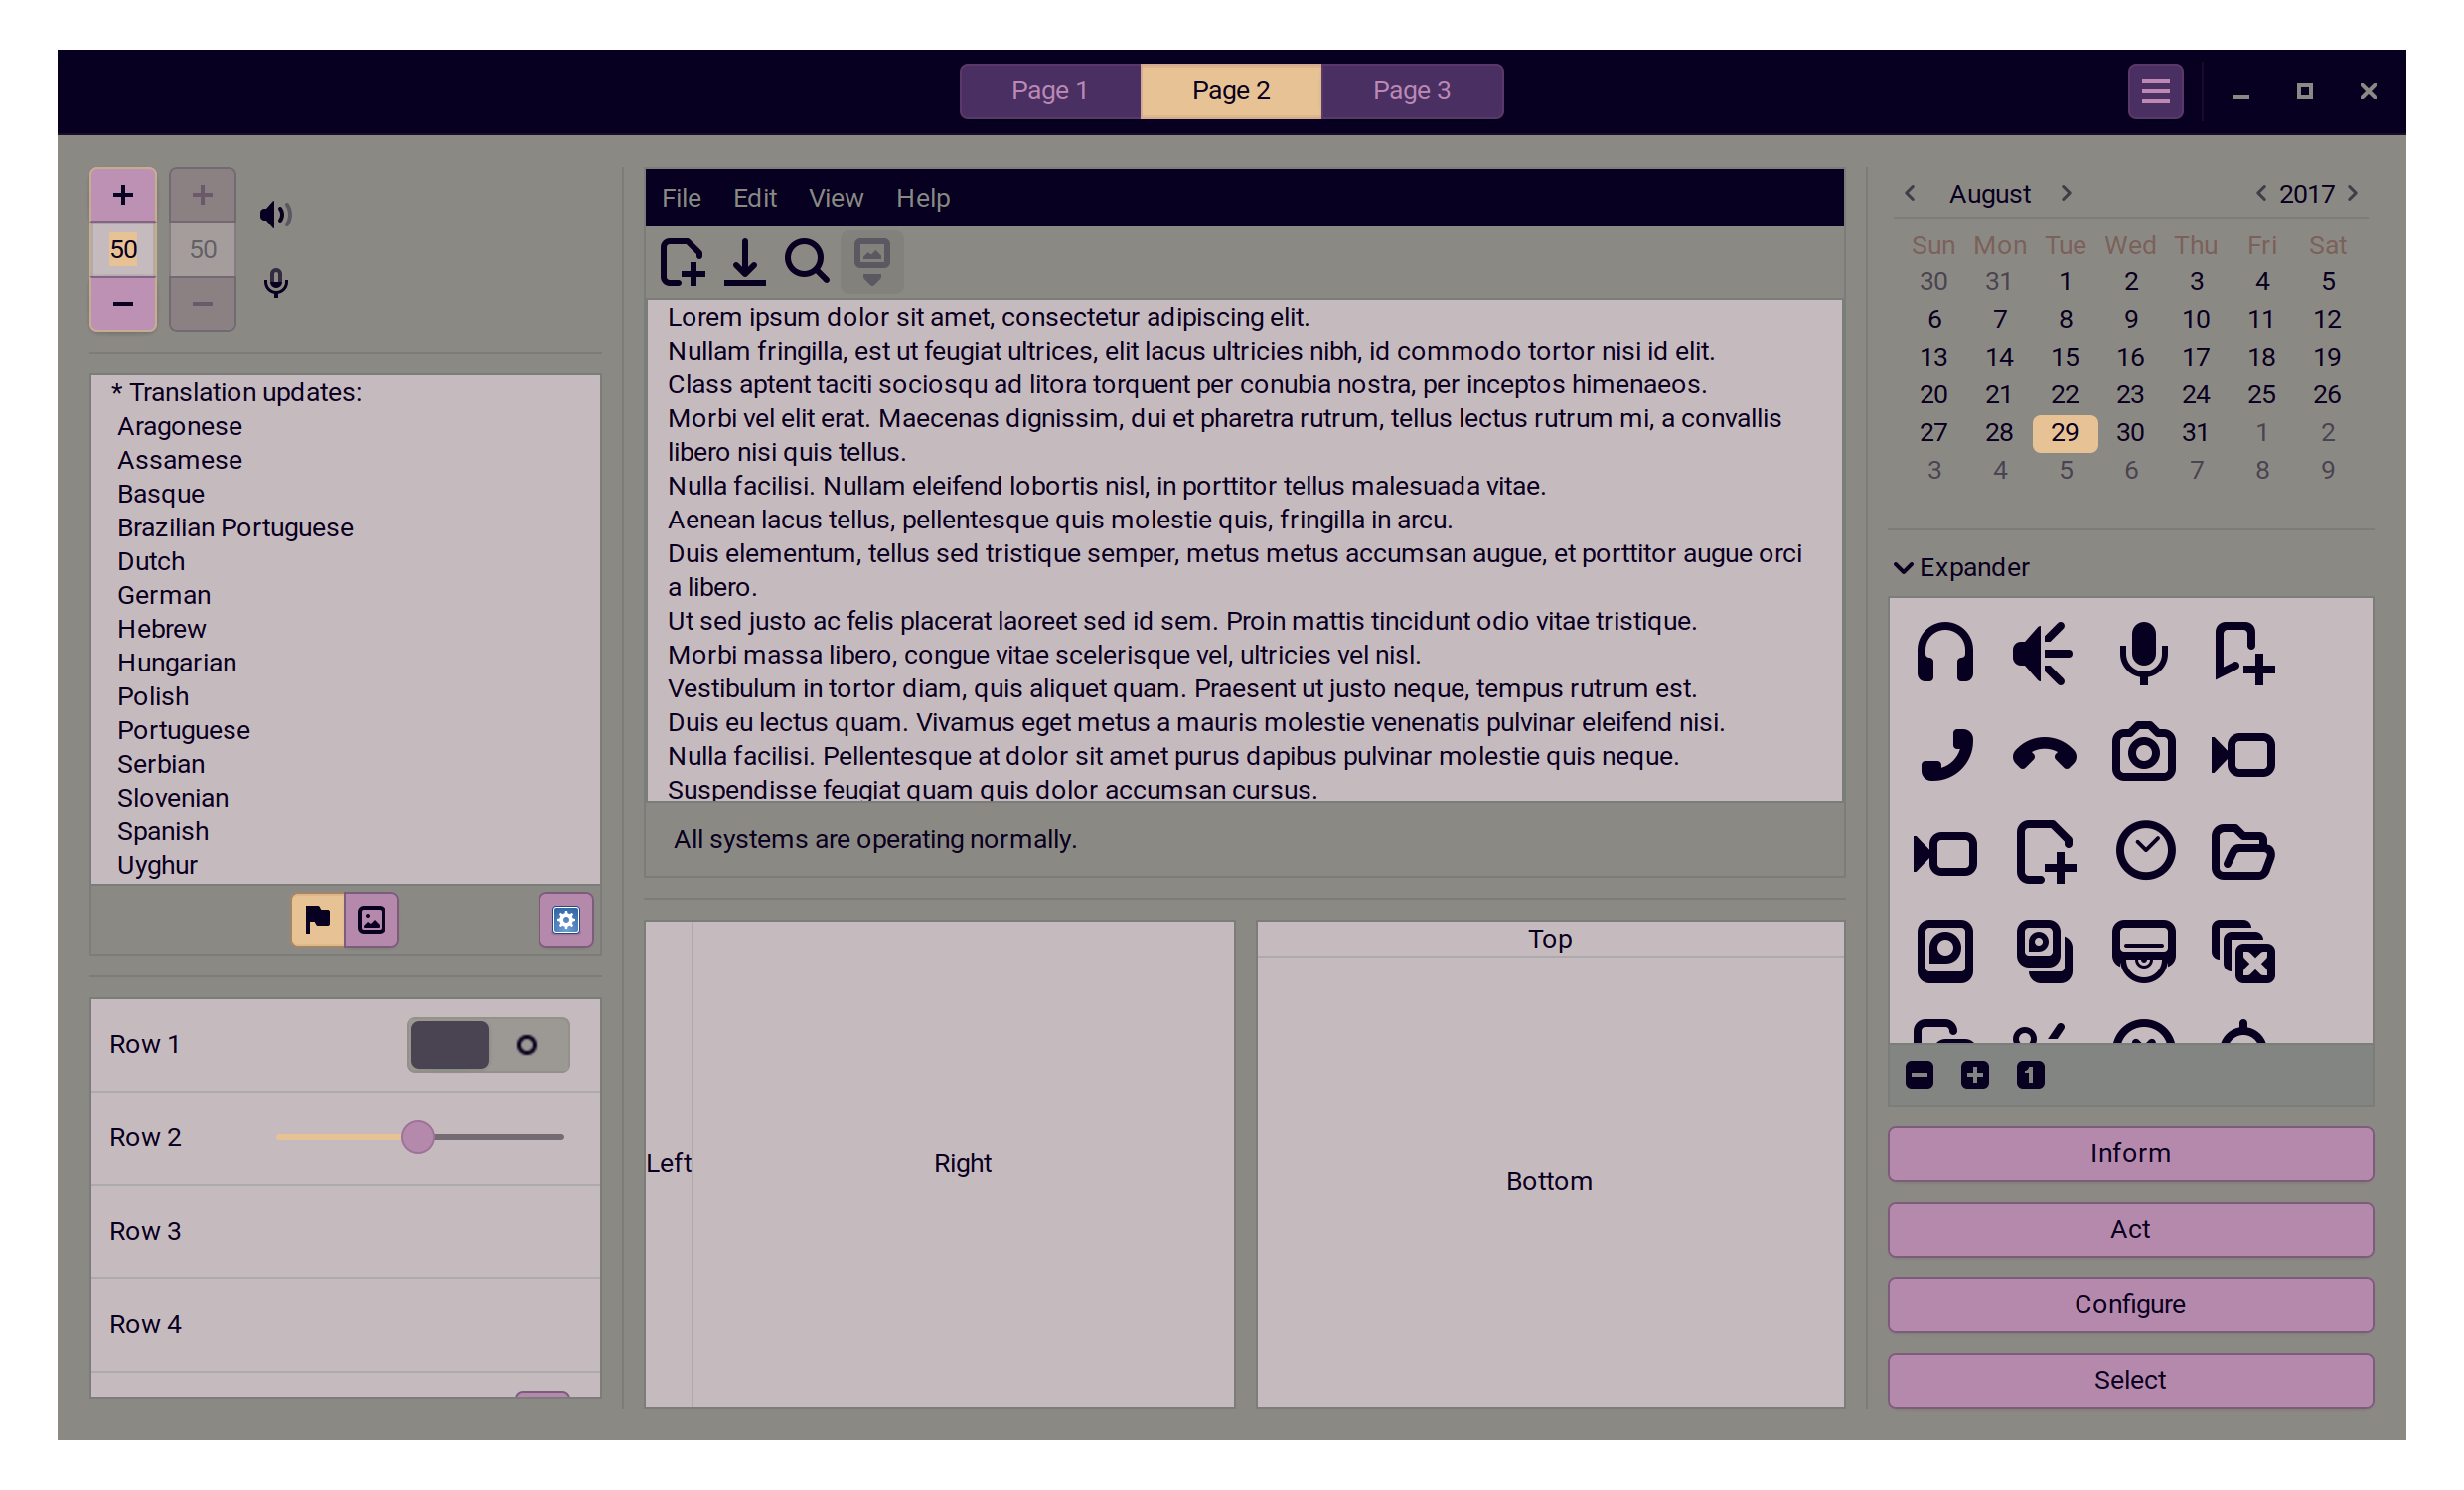 Page 1 Page 2 Page 3
50 50
* Translation updates:
Aragonese
Assamese
Basque
Brazilian Portuguese
Dutch
German
Hebrew
Hungarian
Polish
Portuguese
Serbian
Slovenian
Spanish
Uyghur
Row 1
Row 2
Row 3
Row 4
File Edit View Help
Lorem ipsum dolor sit amet, consectetur adipiscing elit.
Nullam fringilla, est ut feugiat ultrices, elit lacus ultricies nibh, id commodo tortor nisi id elit.
Class aptent taciti sociosqu ad litora torquent per conubia nostra, per inceptos himenaeos.
Morbi vel elit erat. Maecenas dignissim, dui et pharetra rutrum, tellus lectus rutrum mi, a convallis
libero nisi quis tellus.
Nulla facilisi. Nullam eleifend lobortis nisl, in porttitor tellus malesuada vitae.
Aenean lacus tellus, pellentesque quis molestie quis, fringilla in arcu.
Duis elementum, tellus sed tristique semper, metus metus accumsan augue, et porttitor augue orci
a libero.
Ut sed justo ac felis placerat laoreet sed id sem. Proin mattis tincidunt odio vitae tristique.
Morbi massa libero, congue vitae scelerisque vel, ultricies vel nisl.
Vestibulum in tortor diam, quis aliquet quam. Praesent ut justo neque, tempus rutrum est.
Duis eu lectus quam. Vivamus eget metus a mauris molestie venenatis pulvinar eleifend nisi.
Nulla facilisi. Pellentesque at dolor sit amet purus dapibus pulvinar molestie quis neque.
Suspendisse feugiat quam quis dolor accumsan cursus.
All systems are operating normally.
Left Right
Top
Bottom
August 2017
Sun Mon Tue Wed Thu Fri Sat
30 31 1 2 3 4 5
6 7 8 9 10 11 12
13 14 15 16 17 18 19
20 21 22 23 24 25 26
27 28 29 30 31 1 2
3 4 5 6 7 8 9
Expander
1
Inform
Act
Configure
Select